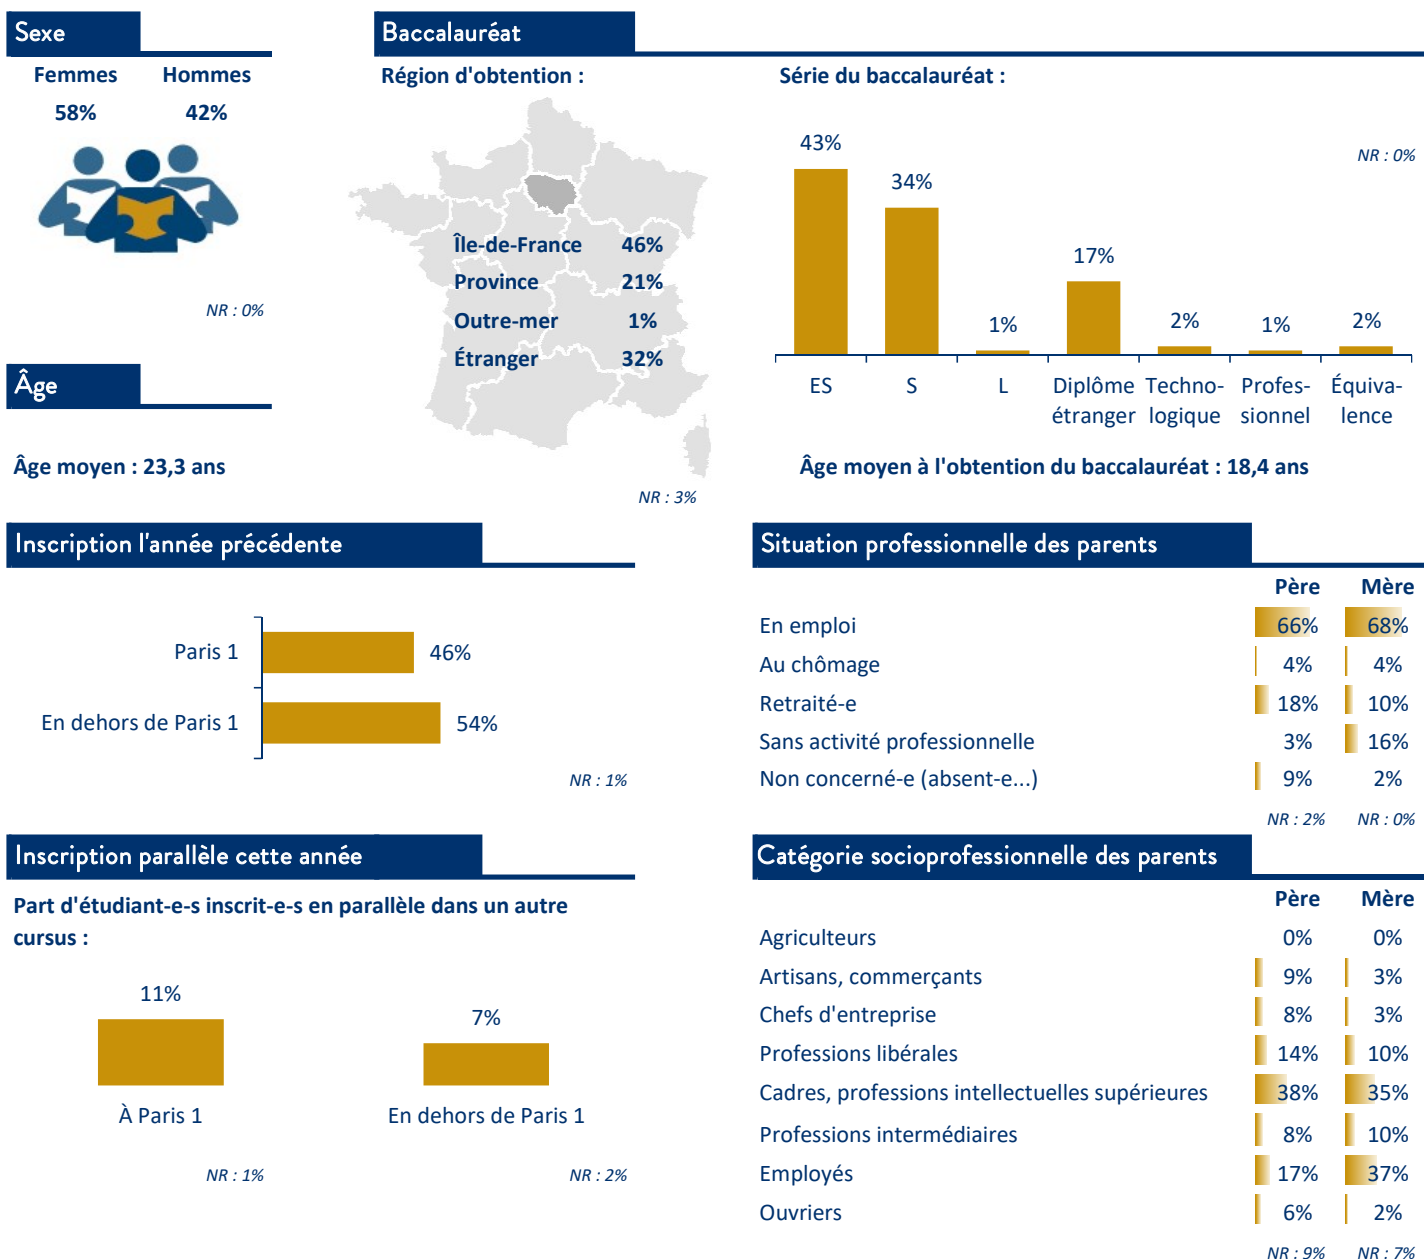 Sexe
Femmes Hommes
58% 42%
NR : 0%
Âge
Âge moyen : 23,3 ans
Baccalauréat
Région d'obtention :
Île-de-France 46%
Province 21%
Outre-mer 1%
Étranger 32%
NR : 3%
Série du baccalauréat :
NR : 0%
43% 34% 1% 17% 2% 1% 2%
ES S L Diplôme Techno- Profes- Équiva-
étranger logique sionnel lence
Âge moyen à l'obtention du baccalauréat : 18,4 ans
Inscription l'année précédente
Paris 1 46%
En dehors de Paris 1 54%
NR : 1%
Situation professionnelle des parents
Père Mère
En emploi 66% 68%
Au chômage 4% 4%
Retraité-e 18% 10%
Sans activité professionnelle 3% 16%
Non concerné-e (absent-e...) 9% 2%
NR : 2% NR : 0%
Inscription parallèle cette année
Part d'étudiant-e-s inscrit-e-s en parallèle dans un autre
cursus :
11% 7%
À Paris 1 En dehors de Paris 1
NR : 1% NR : 2%
Catégorie socioprofessionnelle des parents
Père Mère
Agriculteurs 0% 0%
Artisans, commerçants 9% 3%
Chefs d'entreprise 8% 3%
Professions libérales 14% 10%
Cadres, professions intellectuelles supérieures 38% 35%
Professions intermédiaires 8% 10%
Employés 17% 37%
Ouvriers 6% 2%
NR : 9% NR : 7%